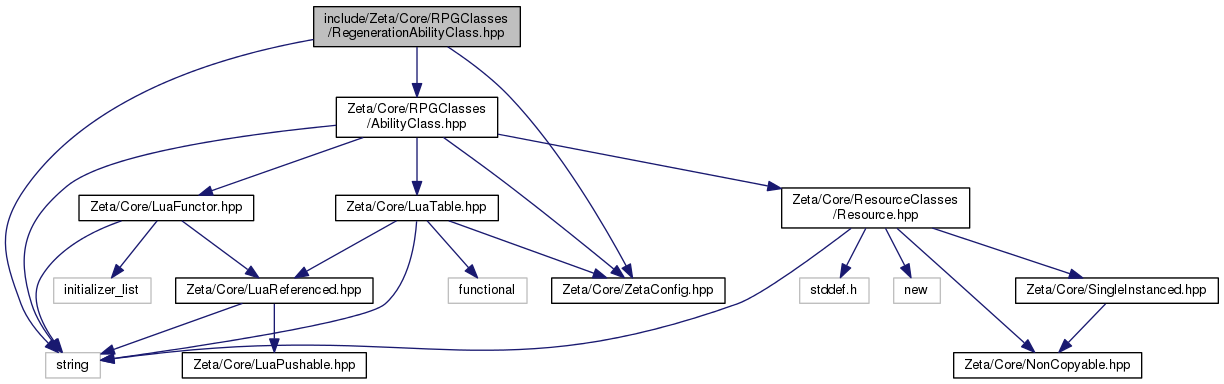 include/Zeta/Core/RPGClasses
/RegenerationAbilityClass.hpp
Zeta/Core/RPGClasses
/AbilityClass.hpp
Zeta/Core/LuaFunctor.hpp
Zeta/Core/LuaTable.hpp
Zeta/Core/ResourceClasses
/Resource.hpp
initializer_list
Zeta/Core/LuaReferenced.hpp
functional
Zeta/Core/ZetaConfig.hpp
stddef.h
new
Zeta/Core/SingleInstanced.hpp
string
Zeta/Core/LuaPushable.hpp
Zeta/Core/NonCopyable.hpp